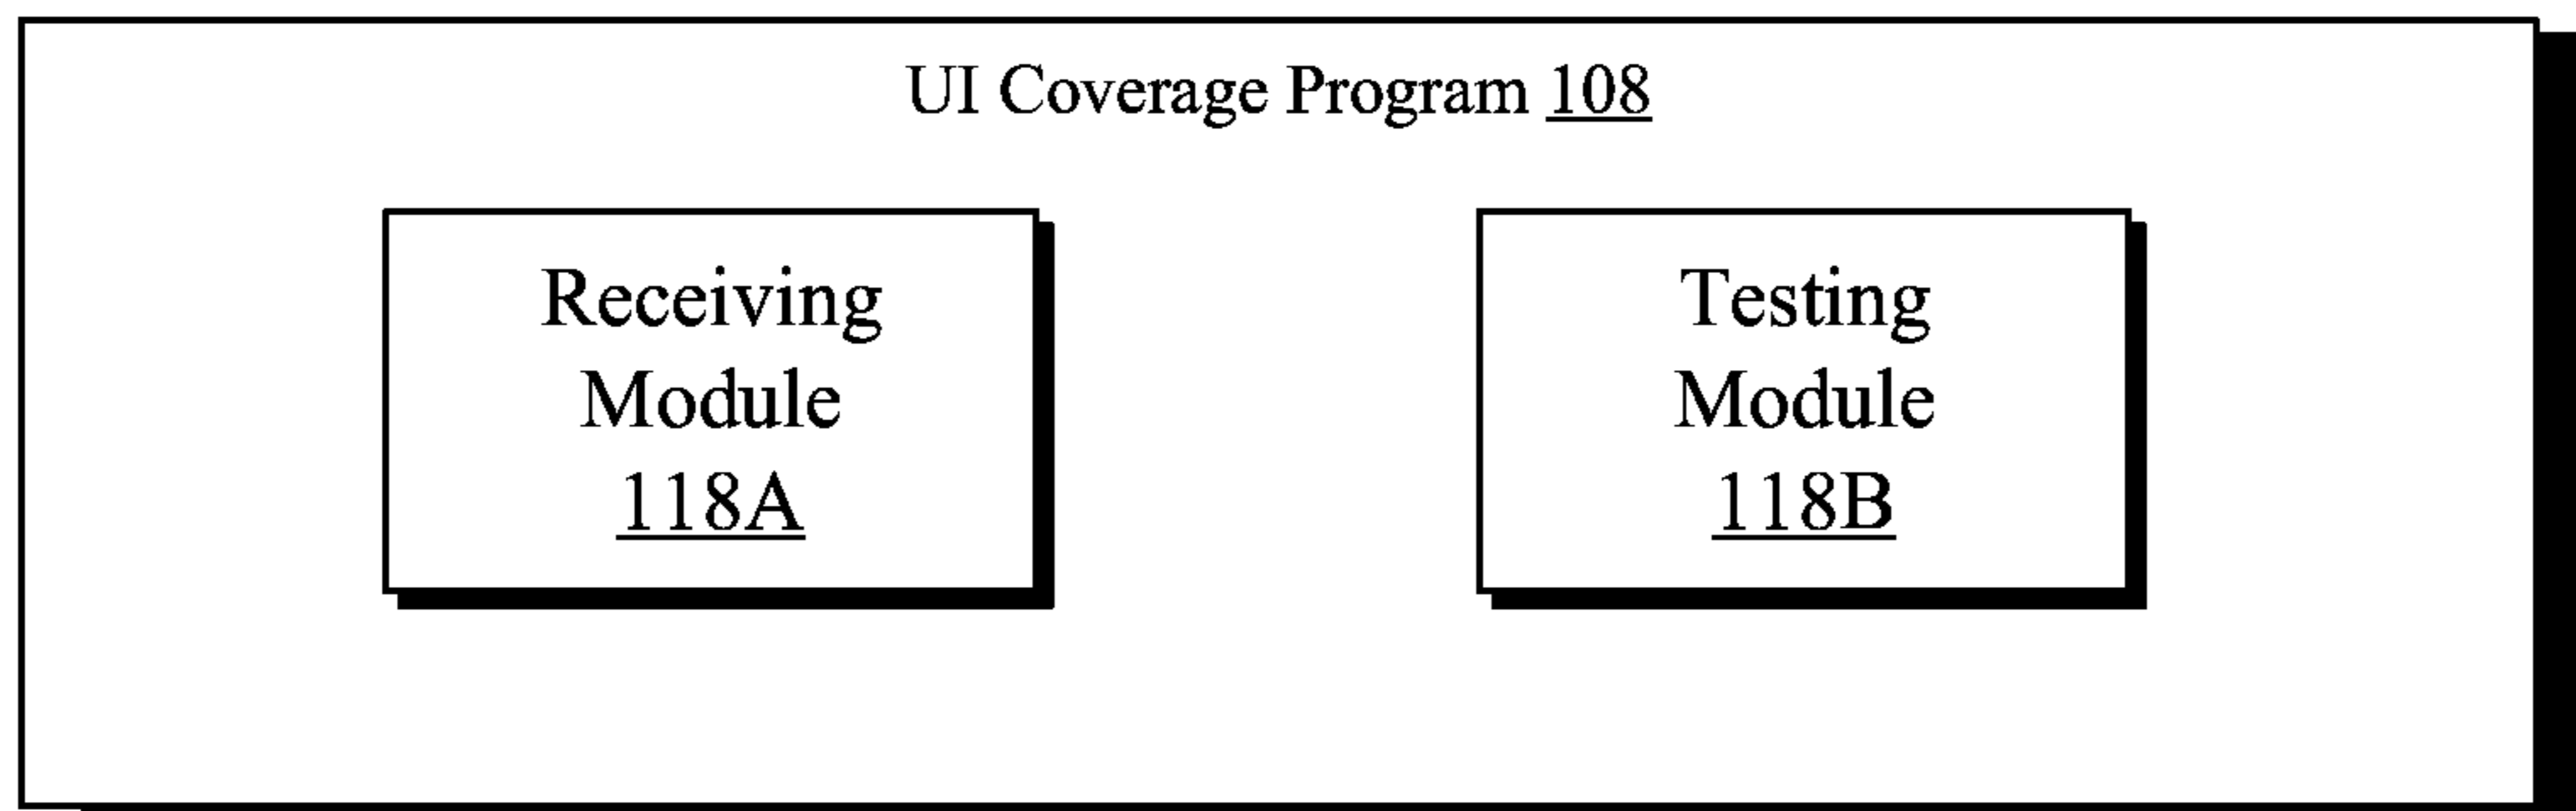 UI Coverage Program 108
Receiving
Module
118A
Testing
Module
118B